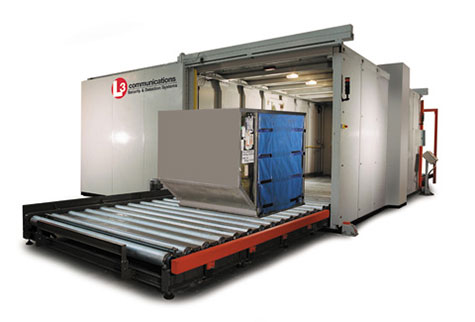 L3 communications
Security & Detection Systems